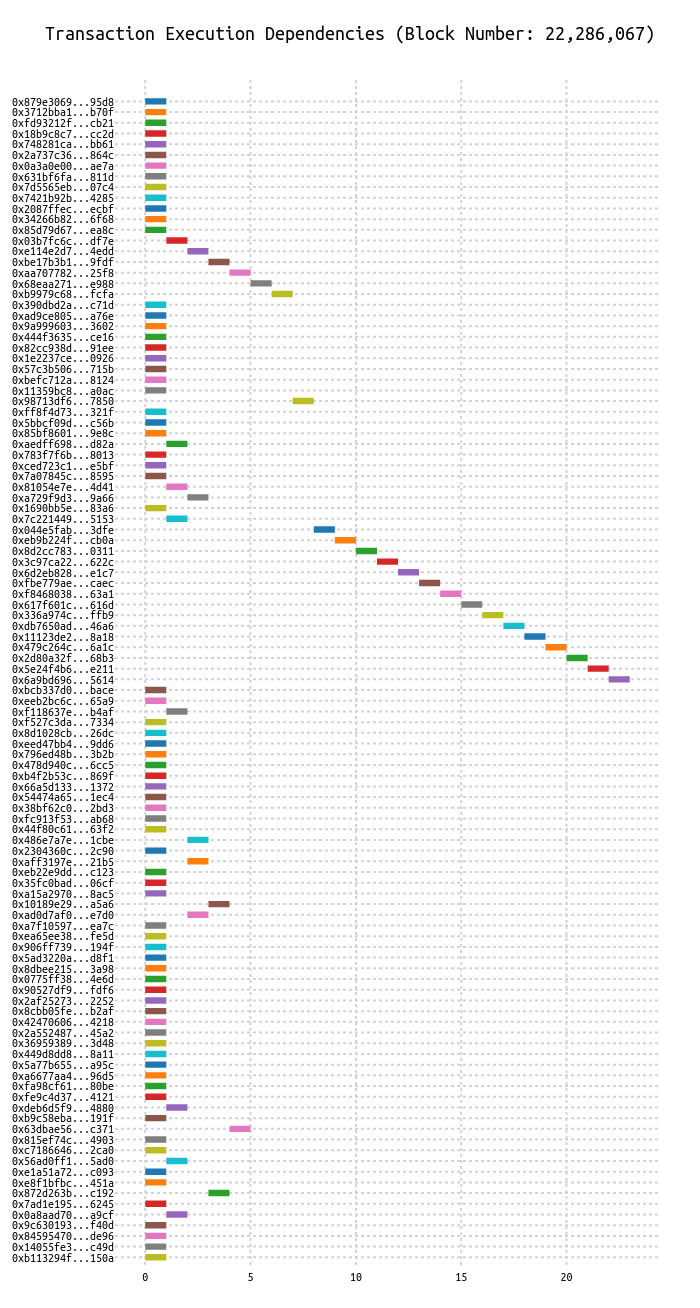 Transaction Execution Dependencies (Block Number: 22,286,067)
0x879e3069...95d8
0x3712bba1...b70f
0xfd93212f...cb21
0x18b9c8c7...cc2d
0x748281ca...bb61
0x2a737c36...864c
0x0a3a0e00...ae7a
0x631bf6fa...811d
0x7d5565eb...07c4
0x7421b92b...4285
0x2087ffec...ecbf
0x34266b82...6f68
0x85d79d67...ea8c
0x03b7fc6c...df7e
0xe114e2d7...4edd
0xbe17b3b1...9fdf
0xaa707782...25f8
0x68eaa271...e988
0xb9979c68...fcfa
0x390dbd2a...c71d
0xad9ce805...a76e
0x9a999603...3602
0x444f3635...ce16
0x82cc938d...91ee
0x1e2237ce...0926
0x57c3b506...715b
0xbefc712a...8124
0x11359bc8...a0ac
0x98713df6...7850
0xff8f4d73...321f
0x5bbcf09d...c56b
0x85bf8601...9e8c
0xaedff698...d82a
0x783f7f6b...8013
0xced723c1...e5bf
0x7a07845c...8595
0x81054e7e...4d41
0xa729f9d3...9a66
0x1690bb5e...83a6
0x7c221449...5153
0x044e5fab...3dfe
0xeb9b224f...cb0a
0x8d2cc783...0311
0x3c97ca22...622c
0x6d2eb828...e1c7
0xfbe779ae...caec
0xf8468038...63a1
0x617f601c...616d
0x336a974c...ffb9
0xdb7650ad...46a6
0x11123de2...8a18
0x479c264c...6a1c
0x2d80a32f...68b3
0x5e24f4b6...e211
0x6a9bd696...5614
0xbcb337d0...bace
0xeeb2bc6c...65a9
0xf118637e...b4af
0xf527c3da...7334
0x8d1028cb...26dc
0xeed47bb4...9dd6
0x796ed48b...3b2b
0x478d940c...6cc5
0xb4f2b53c...869f
0x66a5d133...1372
0x54474a65...1ec4
0x38bf62c0...2bd3
0xfc913f53...ab68
0x44f80c61...63f2
0x486e7a7e...1cbe
0x2304360c...2c90
0xaff3197e...21b5
0xeb22e9dd...c123
0x35fc0bad...06cf
0xa15a2970...8ac5
0x10189e29...a5a6
0xad0d7af0...e7d0
0xa7f10597...ea7c
0xea65ee38...fe5d
0x906ff739...194f
0x5ad3220a...d8f1
0x8dbee215...3a98
0x0775ff38...4e6d
0x90527df9...fdf6
0x2af25273...2252
0x8cbb05fe...b2af
0x42470606...4218
0x2a552487...45a2
0x36959389...3d48
0x449d8dd8...8a11
0x5a77b655...a95c
0xa6677aa4...96d5
0xfa98cf61...80be
0xfe9c4d37...4121
0xdeb6d5f9...4880
0xb9c58eba...191f
0x63dbae56...c371
0x815ef74c...4903
0xc7186646...2ca0
0x56ad0ff1...5ad0
0xe1a51a72...c093
0xe8f1bfbc...451a
0x872d263b...c192
0x7ad1e195...6245
0x0a8aad70...a9cf
0x9c630193...f40d
0x84595470...de96
0x14055fe3...c49d
0xb113294f...150a
0 5 10 15 20